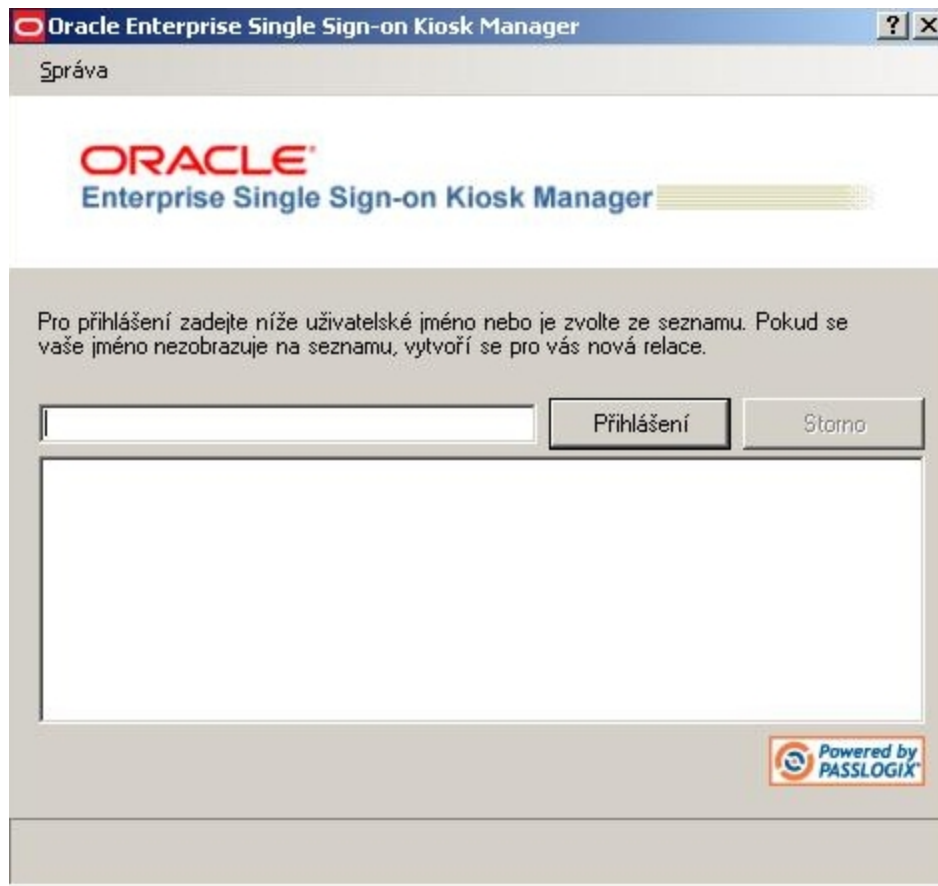 Oracle Enterprise Single Sign-on Kiosk Manager
Správa
ORACLE
Enterprise Single Sign-on Kiosk Manager
Pro přihlášení zadejte níže uživatelské jméno nebo je zvolte ze seznamu. Pokud se
vaše jméno nezobrazuje na seznamu, vytvoří se pro vás nová relace.
Přihlášení
Storno
Powered by
PASSLOGIX